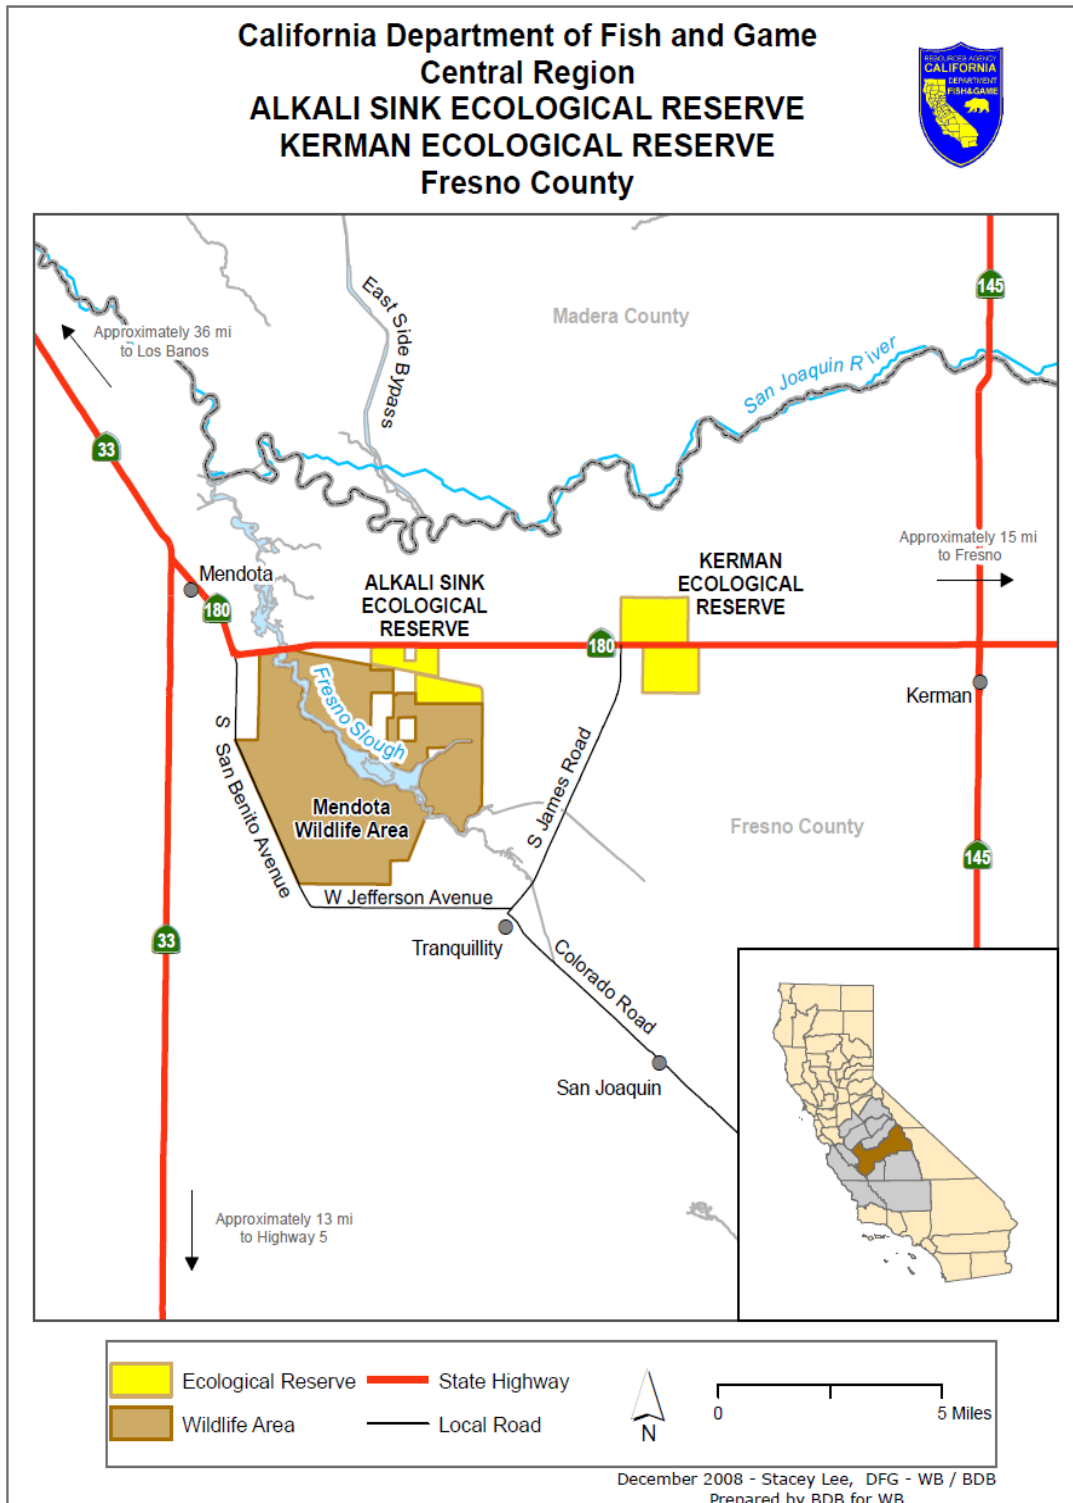 California Department of Fish and Game
Central Region
ALKALI SINK ECOLOGICAL RESERVE
KERMAN ECOLOGICAL RESERVE
Fresno County
RESOURCES AGENCY
CALIFORNIA
DEPARTMENT
FISH&GAME
145
East Side Bypass
Madera County
Approximately 36 mi
to Los Banos
San Joaquin River
33
Approximately 15 mi
to Fresno
KERMAN
ECOLOGICAL
RESERVE
Mendota
ALKALI SINK
ECOLOGICAL
RESERVE
180
180
Kerman
Fresno Slough
S San Benito Avenue
S James Road
Mendota
Wildlife Area
Fresno County
145
W Jefferson Avenue
33
Tranquillity
Colorado Road
San Joaquin
Approximately 13 mi
to Highway 5
Ecological Reserve
State Highway
Wildlife Area
Local Road
N
0
5 Miles
December 2008 - Stacey Lee, DFG - WB / BDB
Prepared by BDB for WB